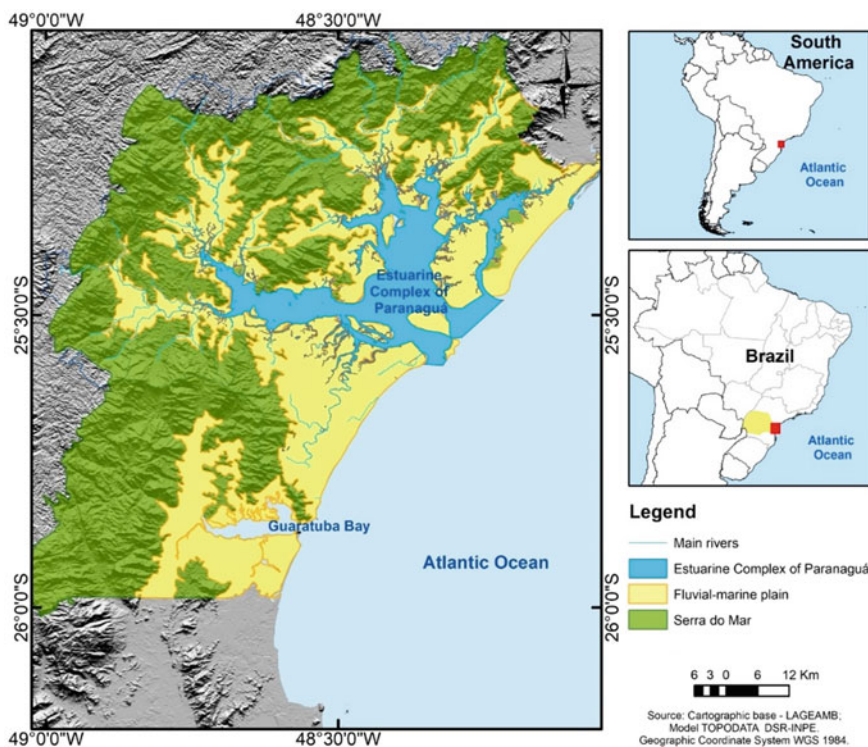 49°0'0"W
48°30'0"W
25°30'0"S
26°0'0"S
Estuarine
Complex of
Paranaguá
Guaratuba Bay
Atlantic Ocean
49°0'0"W
48°30'0"W
25°30'0"S
26°0'0"S
South
America
Atlantic
Ocean
Brazil
Atlantic
Ocean
Legend
Main rivers
Estuarine Complex of Paranaguá
Fluvial-marine plain
Serra do Mar
6 3 0 6 12 Km
Source: Cartographic base - LAGEAMB;
Model TOPODATA DSR-INPE.
Geographic Coordinate System WGS 1984.